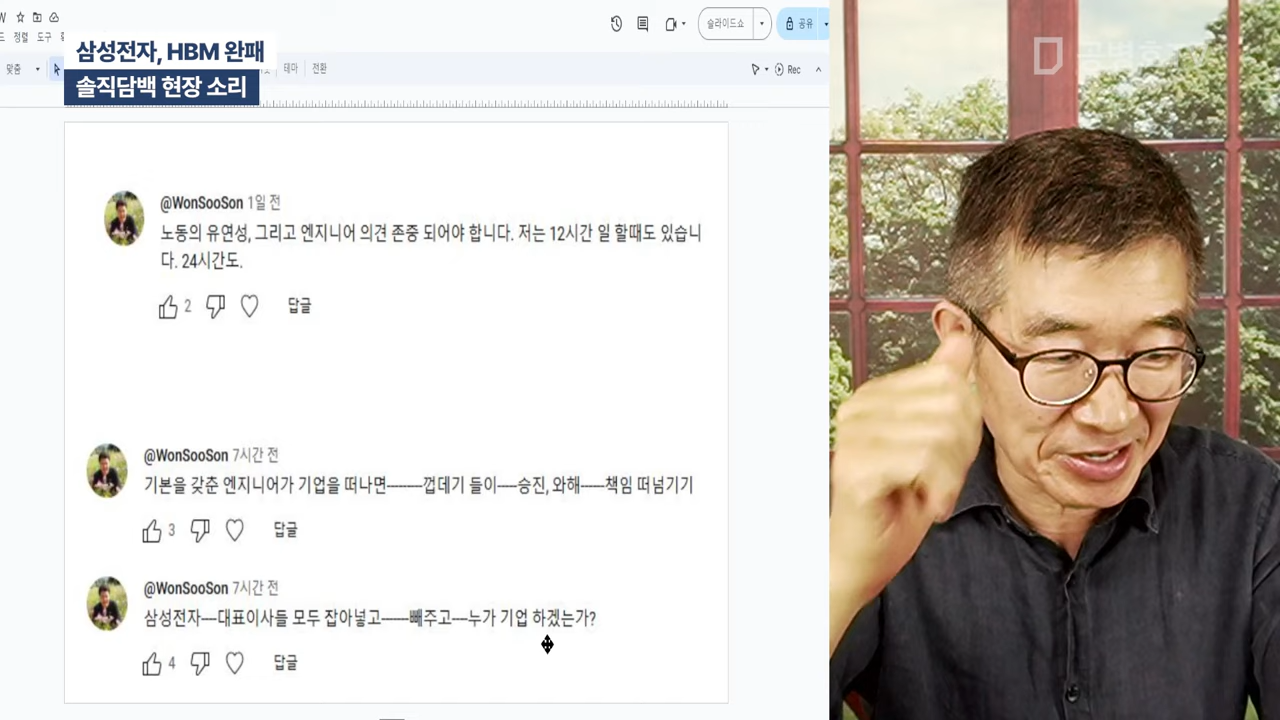 슬라이드쇼
공유
정렬 도구
맞춤
테마
전환
Rec
삼성전자, HBM 완패
솔직담백 현장 소리
@WonSooSon 1일 전
노동의 유연성, 그리고 엔지니어 의견 존중 되어야 합니다. 저는 12시간 일 할때도 있습니
다. 24시간도.
2
답글
@WonSooSon 7시간 전
기본을 갖춘 엔지니어가 기업을 떠나면--------껍데기 들이-----승진, 와해------책임 떠넘기기
3
답글
@WonSooSon 7시간 전
삼성전자----대표이사들 모두 잡아넣고-------빼주고----누가 기업 하겠는가?
4
답글